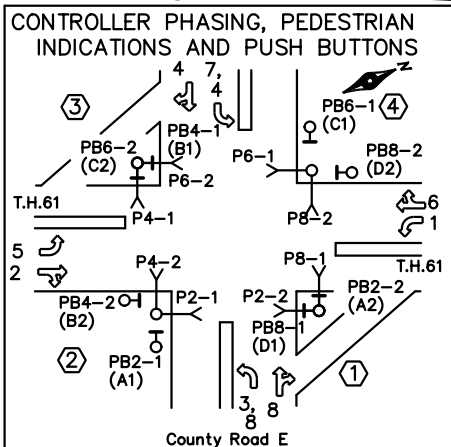 CONTROLLER PHASING, PEDESTRIAN
INDICATIONS AND PUSH BUTTONS
4
7,
4
N
3
4
PB6-1
(C1)
PB6-2
(C2)
PB4-1
(B1)
P6-1
PB8-2
(D2)
P6-2
T.H.61
P4-1
P8-2
6
1
5
2
P4-2
P8-1
T.H.61
PB4-2
(B2)
P2-1
P2-2
PB2-2
(A2)
PB8-1
(D1)
2
PB2-1
(A1)
1
3,
8
8
County Road E